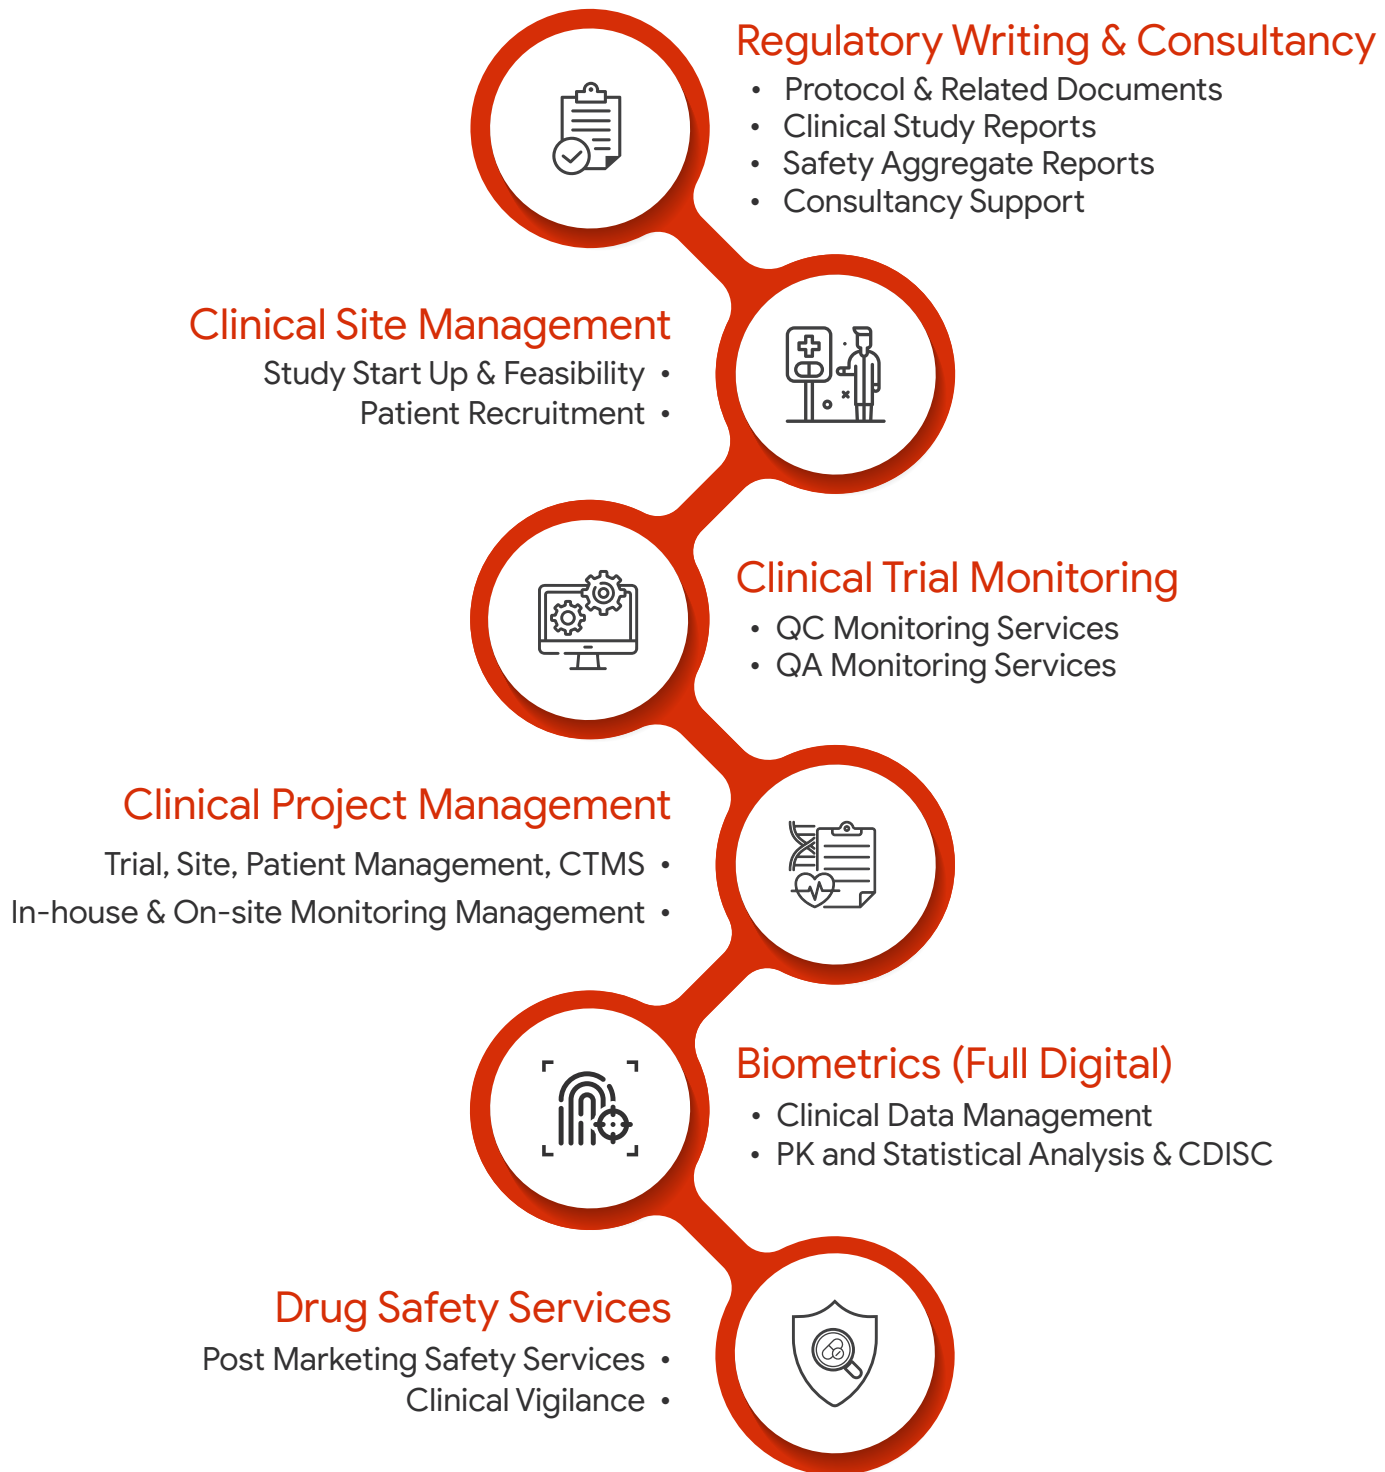 Regulatory Writing & Consultancy
• Protocol & Related Documents
• Clinical Study Reports
• Safety Aggregate Reports
• Consultancy Support
Clinical Site Management
Study Start Up & Feasibility •
Patient Recruitment •
Clinical Trial Monitoring
• QC Monitoring Services
• QA Monitoring Services
Clinical Project Management
Trial, Site, Patient Management, CTMS •
In-house & On-site Monitoring Management •
Biometrics (Full Digital)
• Clinical Data Management
• PK and Statistical Analysis & CDISC
Drug Safety Services
Post Marketing Safety Services •
Clinical Vigilance •